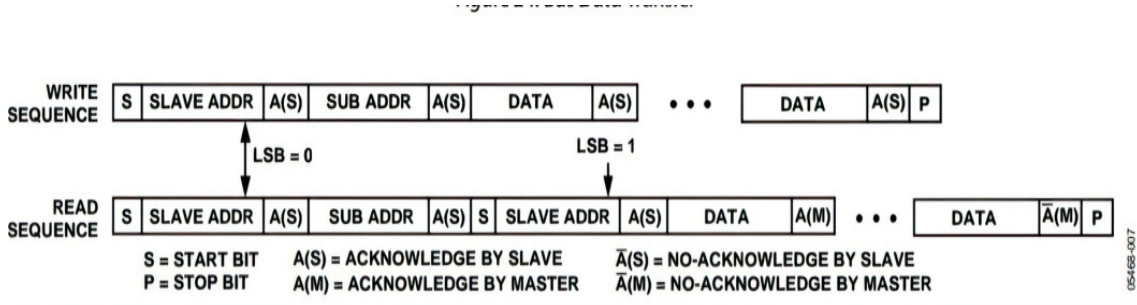 WRITE SEQUENCE S SLAVE ADDR A(S) SUB ADDR A(S) DATA A(S) • • • DATA A(S) P
LSB = 0 LSB = 1
READ SEQUENCE S SLAVE ADDR A(S) SUB ADDR A(S) S SLAVE ADDR A(S) DATA A(M) • • • DATA A̅(M) P
S = START BIT A(S) = ACKNOWLEDGE BY SLAVE A̅(S) = NO-ACKNOWLEDGE BY SLAVE
P = STOP BIT A(M) = ACKNOWLEDGE BY MASTER A̅(M) = NO-ACKNOWLEDGE BY MASTER
05468-007